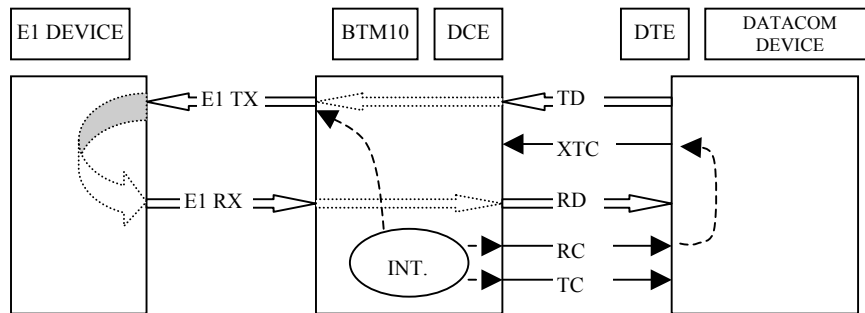 E1 DEVICE
BTM10
DCE
DTE
DATACOM
DEVICE
E1 TX
TD
XTC
E1 RX
RD
RC
INT.
TC